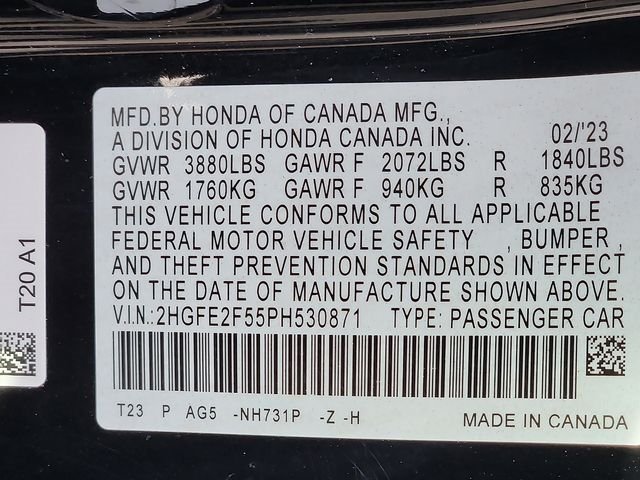 MFD.BY HONDA OF CANADA MFG.,
A DIVISION OF HONDA CANADA INC. 02/'23
GVWR 3880LBS GAWR F 2072LBS R 1840LBS
GVWR 1760KG GAWR F 940KG R 835KG
THIS VEHICLE CONFORMS TO ALL APPLICABLE
FEDERAL MOTOR VEHICLE SAFETY , BUMPER ,
AND THEFT PREVENTION STANDARDS IN EFFECT
ON THE DATE OF MANUFACTURE SHOWN ABOVE.
V.I.N.:2HGFE2F55PH530871 TYPE: PASSENGER CAR
T23 P AG5 -NH731P -Z -H
MADE IN CANADA
T20 A1